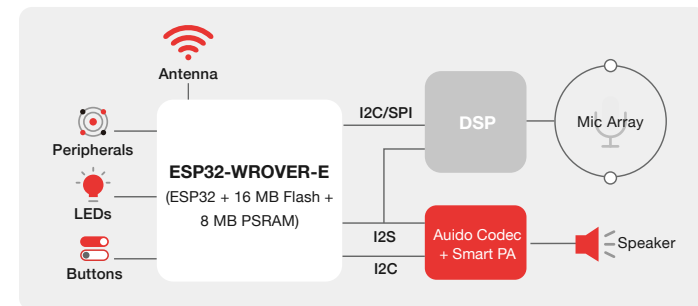 Antenna
Peripherals
LEDs
Buttons
ESP32-WROVER-E
(ESP32 + 16 MB Flash +
8 MB PSRAM)
I2C/SPI
I2S
I2C
DSP
Mic Array
Auido Codec
+ Smart PA
Speaker